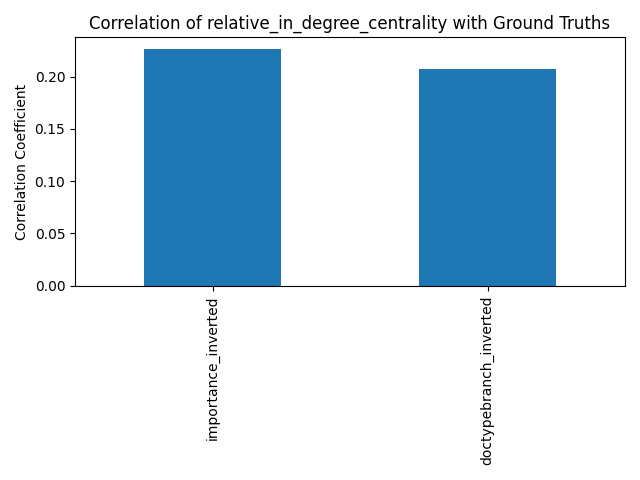 Correlation of relative_in_degree_centrality with Ground Truths
Correlation Coefficient
0.20
0.15
0.10
0.05
0.00
importance_inverted
doctypebranch_inverted